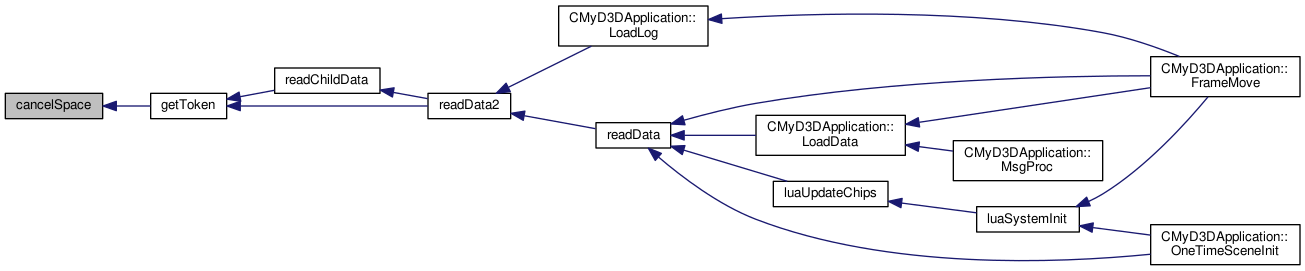 cancelSpace
getToken
readChildData
readData2
CMyD3DApplication::
LoadLog
readData
CMyD3DApplication::
LoadData
luaUpdateChips
CMyD3DApplication::
MsgProc
luaSystemInit
CMyD3DApplication::
FrameMove
CMyD3DApplication::
OneTimeSceneInit